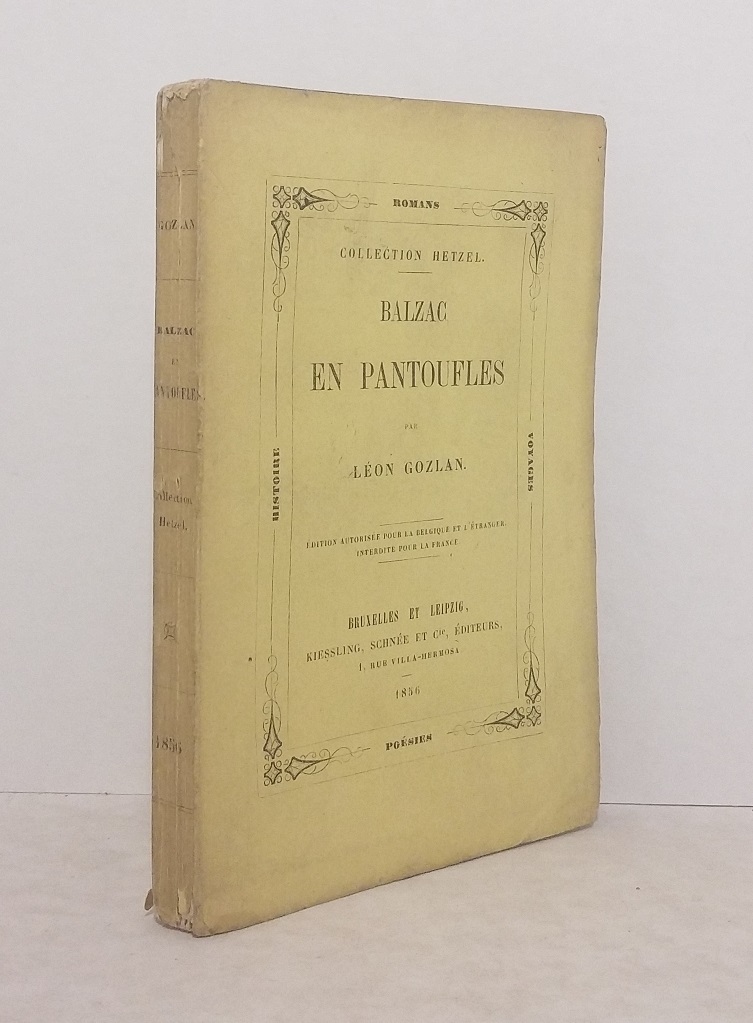 GOZLAN
BALZAC
ET
PANTOUFLES.
Collection
Hetzel.
1856
ROMANS
COLLECTION HETZEL.
BALZAC
EN PANTOUFLES
PAR
LÉON GOZLAN.
ÉDITION AUTORISÉE POUR LA BELGIQUE ET L'ÉTRANGER,
INTERDITE POUR LA FRANCE.
BRUXELLES ET LEIPZIG,
KIESSLING, SCHNÉE ET Cie, ÉDITEURS,
1, RUE VILLA-HERMOSA
1856
HISTOIRE
VOYAGES
POÉSIES